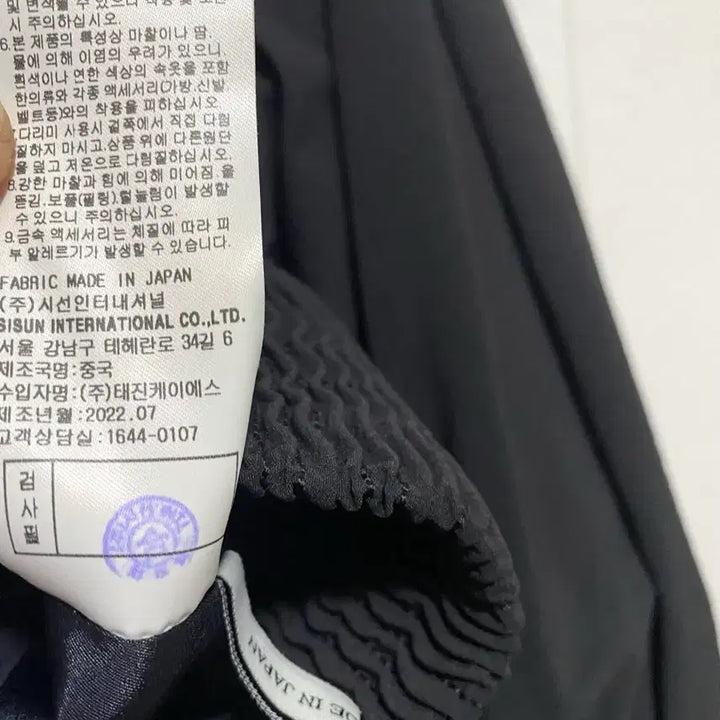 및 변색될 수 있으니
시 주의하십시오.
6.본 제품의 특성상 마찰이나 땀,
물에 의해 이염의 우려가 있으니
흰색이나 연한 색상의 속옷을 포함
한의류와 각종 액세서리(가방,신발
벨트등)와의 착용을 피하십시오
7.다리미 사용시 겉쪽에서 직접 다림
질하지 마시고,상품 위에 다른원단
을 덮고 저온으로 다림질하십시오.
8.강한 마찰과 힘에 의해 미어짐,올
뜯김,보풀(필링),털눌림이 발생할
수 있으니 주의하십시오.
9.금속 액세서리는 체질에 따라 피
부 알레르기가 발생할 수 있습니다.
FABRIC MADE IN JAPAN
(주)시선인터내셔널
SISUN INTERNATIONAL CO.,LTD.
서울 강남구 테헤란로 34길 6
제조국명:중국
수입자명:(주)태진케이에스
제조년월:2022.07
고객상담실:1644-0107
검사필
IN JAPAN